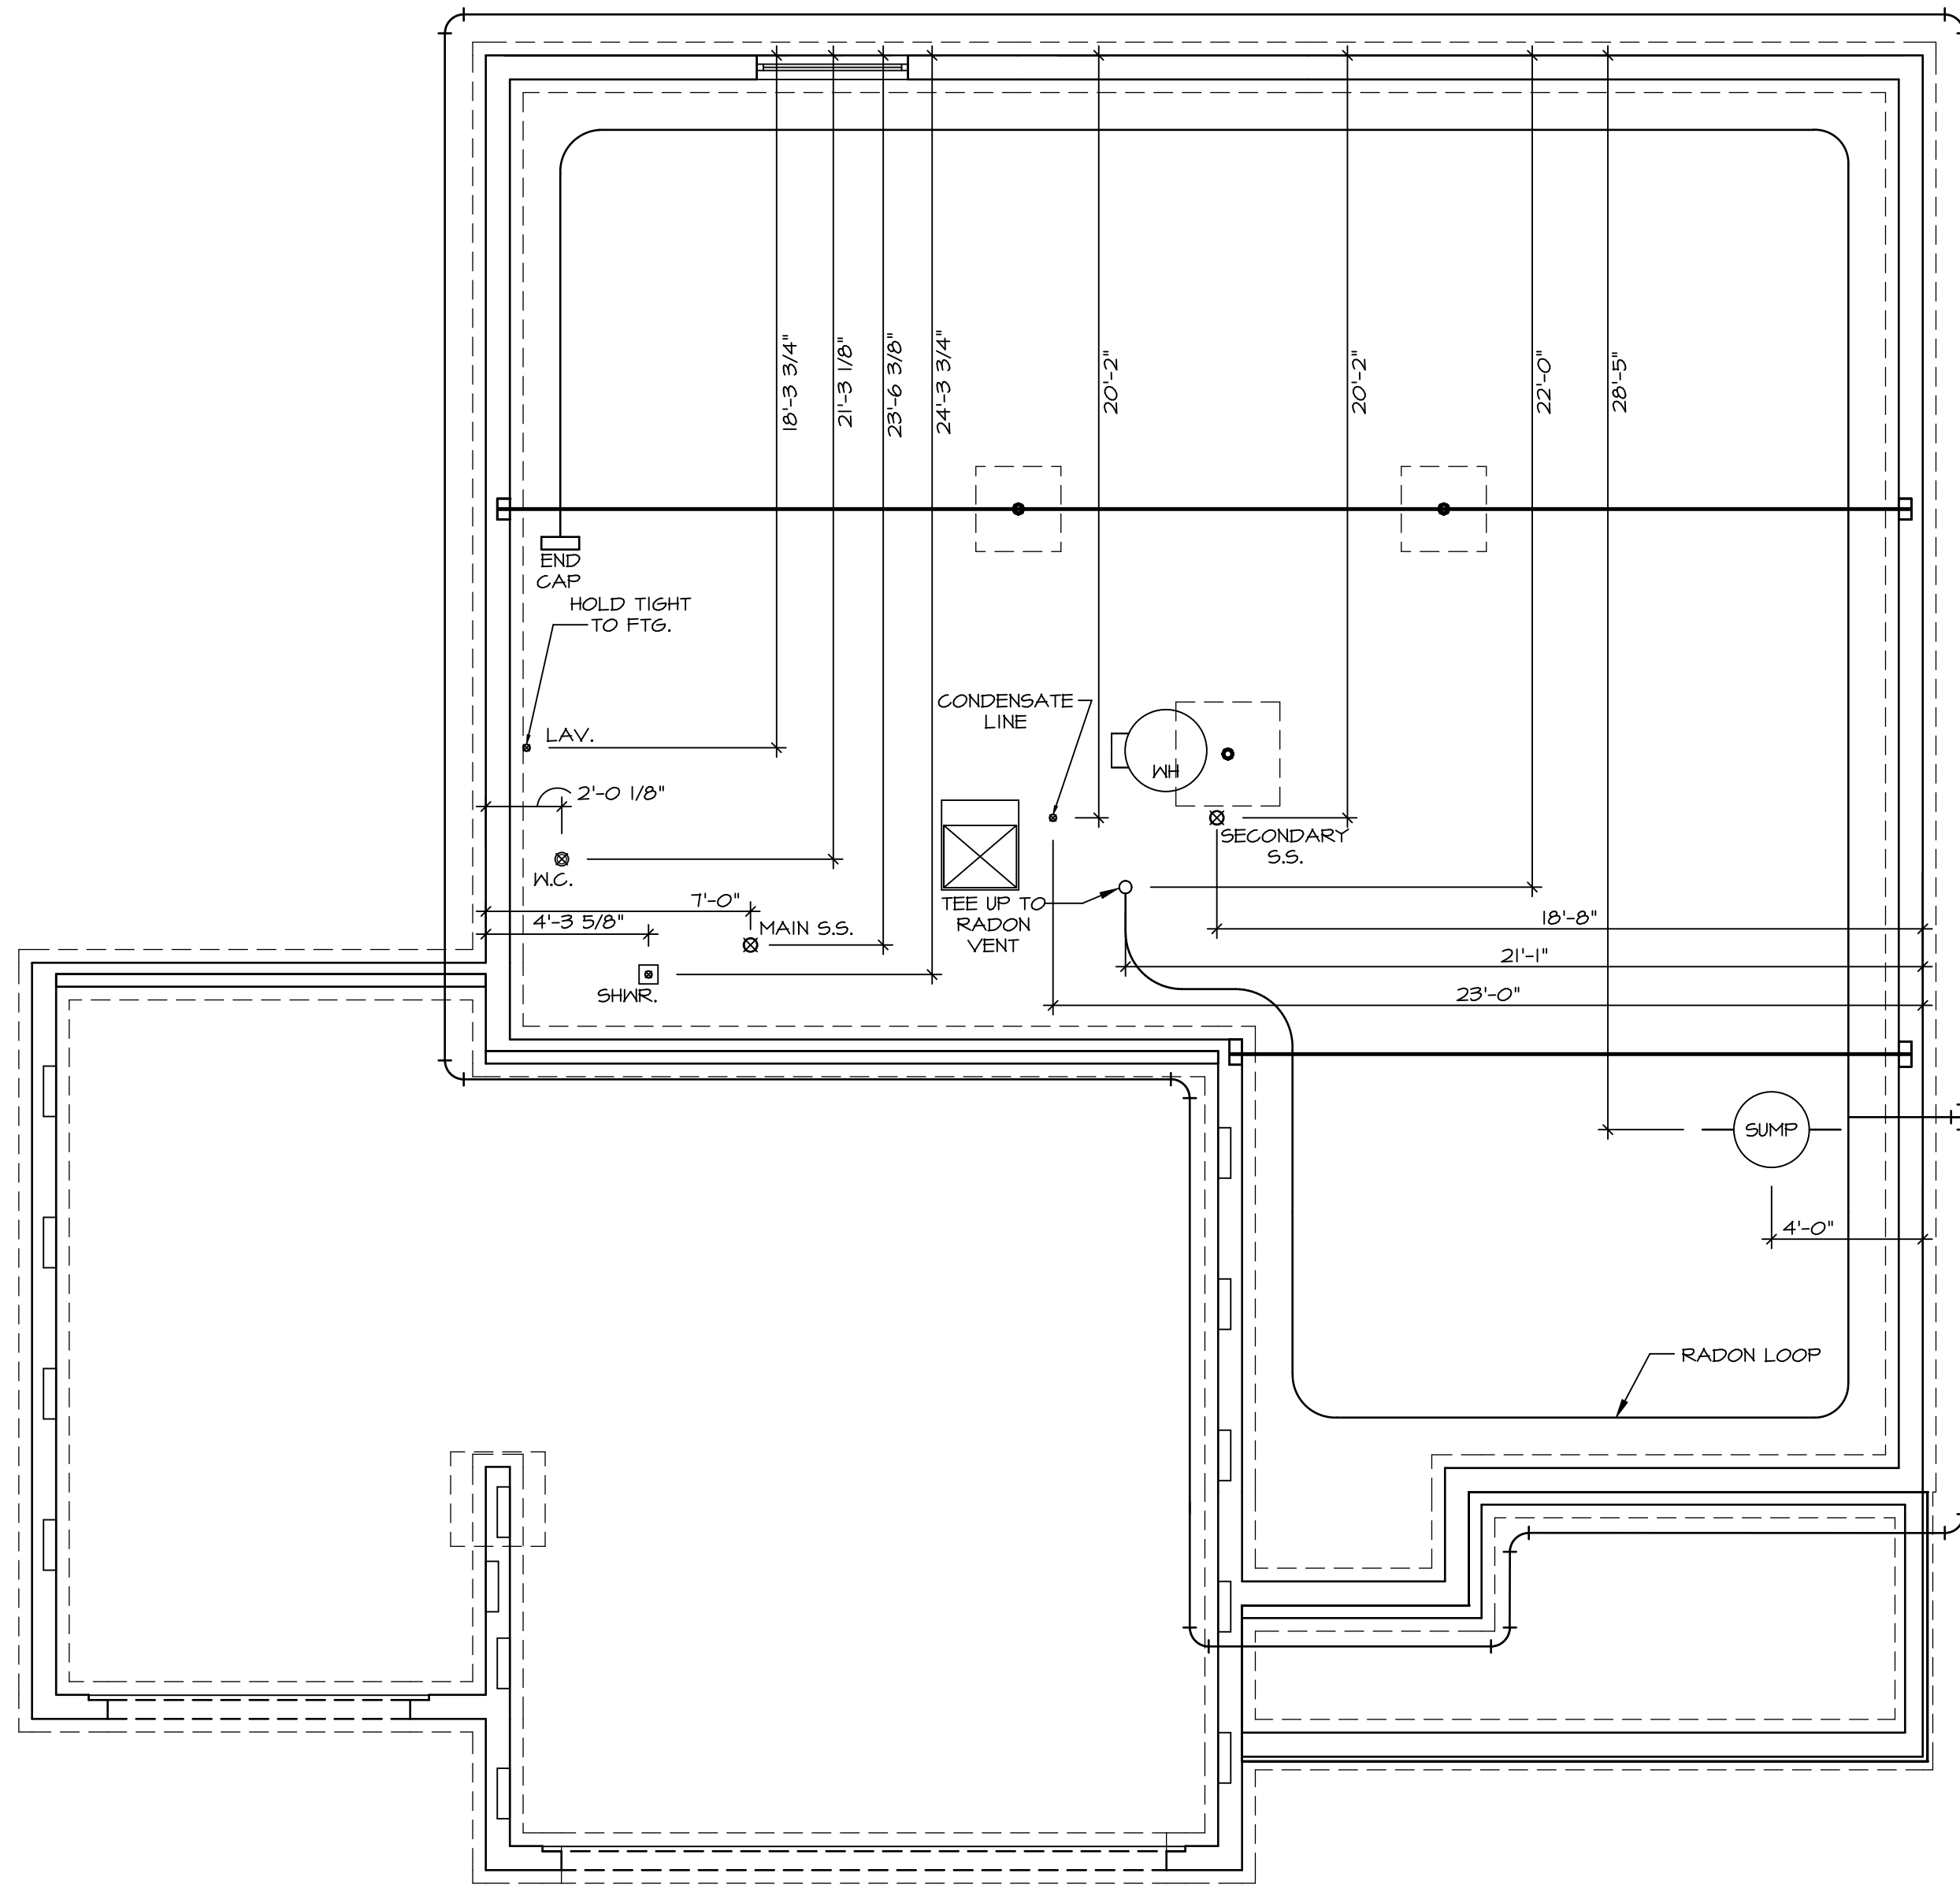 18'-3 3/4"
21'-3 1/8"
23'-6 3/8"
24'-3 3/4"
20'-2"
20'-2"
22'-0"
28'-5"
END
CAP
HOLD TIGHT
TO FTG.
CONDENSATE
LINE
LAV.
WH
2'-0 1/8"
SECONDARY
S.S.
W.C.
7'-0"
TEE UP TO
RADON
VENT
4'-3 5/8"
MAIN S.S.
18'-8"
21'-1"
SHWR.
23'-0"
SUMP
4'-0"
RADON LOOP